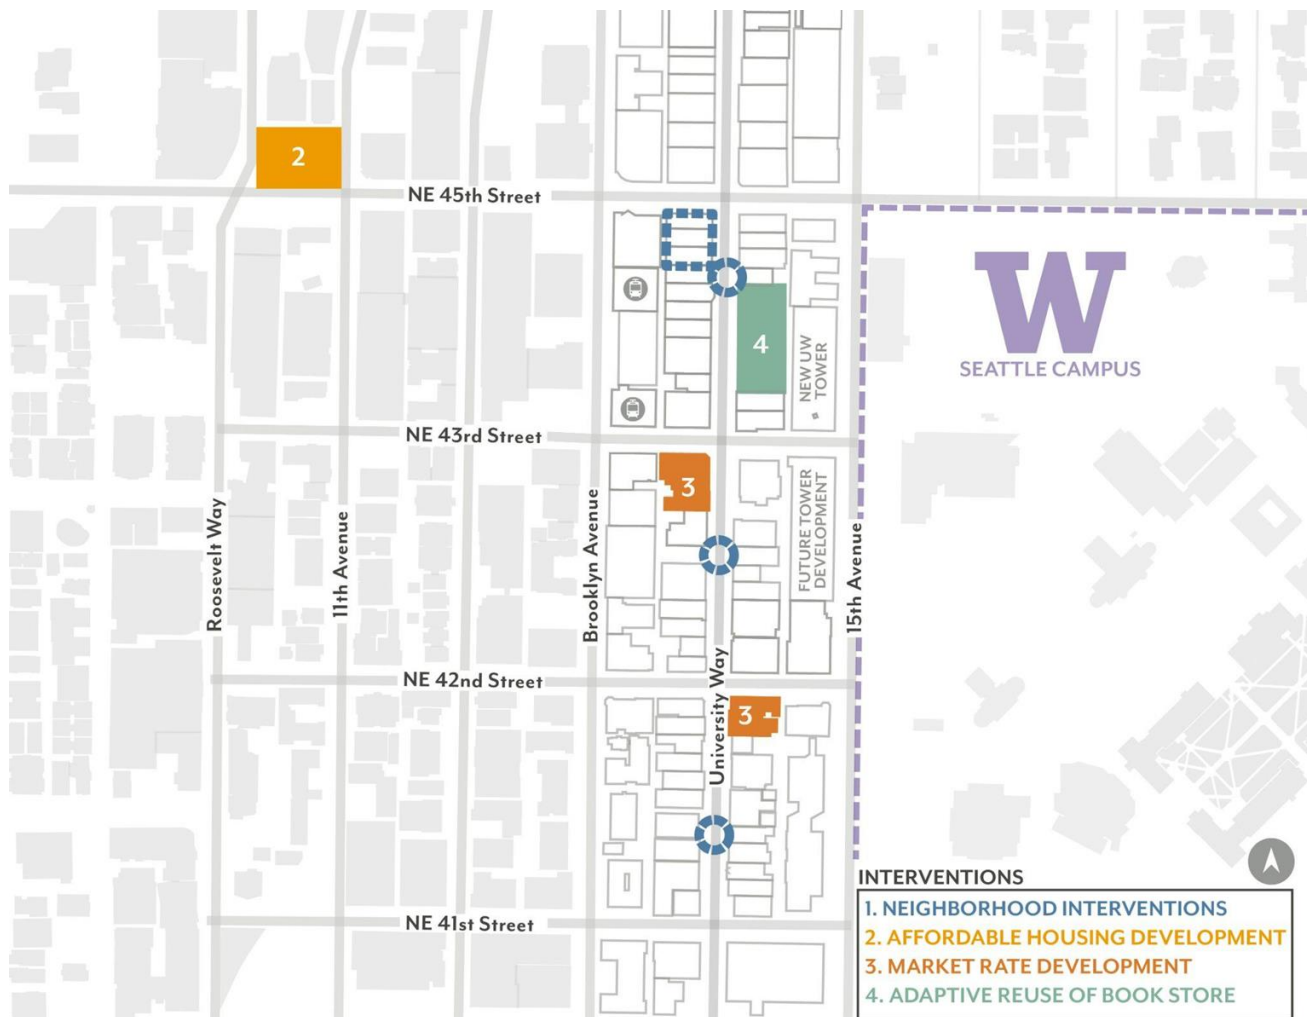 2
NE 45th Street
W
SEATTLE CAMPUS
4
NEW UW
TOWER
NE 43rd Street
3
FUTURE TOWER
DEVELOPMENT
Roosevelt Way
11th Avenue
Brooklyn Avenue
15th Avenue
NE 42nd Street
University Way
3
NE 41st Street
INTERVENTIONS
1. NEIGHBORHOOD INTERVENTIONS
2. AFFORDABLE HOUSING DEVELOPMENT
3. MARKET RATE DEVELOPMENT
4. ADAPTIVE REUSE OF BOOK STORE